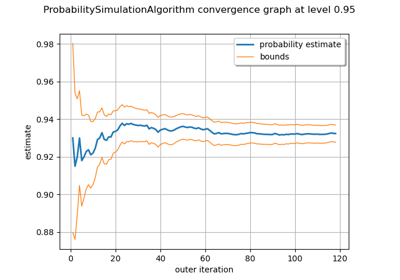 ProbabilitySimulationAlgorithm convergence graph at level 0.95
probability estimate
bounds
estimate
0.98
0.96
0.94
0.92
0.90
0.88
0
20
40
60
80
100
120
outer iteration